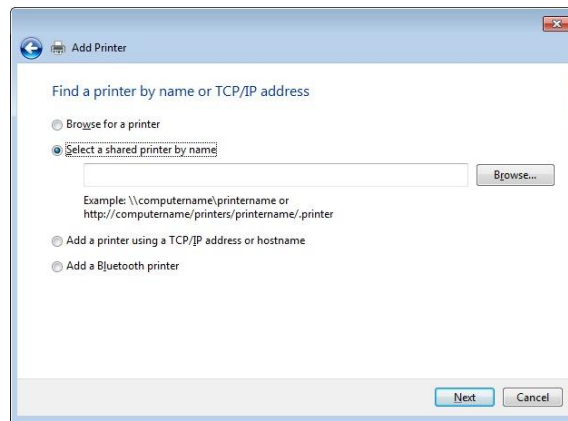 Add Printer
Find a printer by name or TCP/IP address
Browse for a printer
Select a shared printer by name
Browse...
Example: \\computername\printername or
http://computername/printers/printername/.printer
Add a printer using a TCP/IP address or hostname
Add a Bluetooth printer
Next Cancel